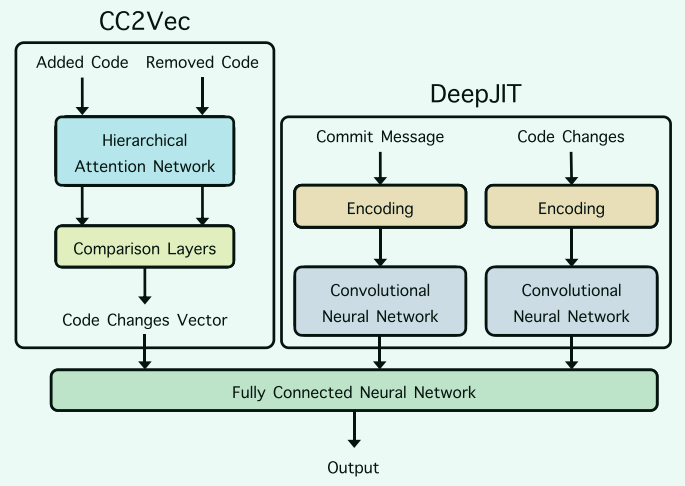 CC2Vec
Added Code
Removed Code
Hierarchical
Attention Network
Comparison Layers
Code Changes Vector
DeepJIT
Commit Message
Code Changes
Encoding
Encoding
Convolutional
Neural Network
Convolutional
Neural Network
Fully Connected Neural Network
Output